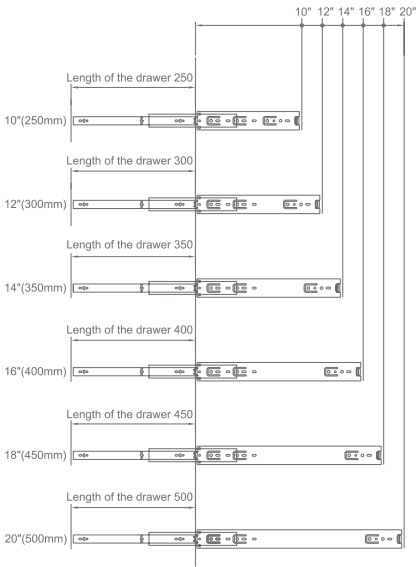 10" 12" 14" 16" 18" 20"
Length of the drawer 250
10"(250mm)
Length of the drawer 300
12"(300mm)
Length of the drawer 350
14"(350mm)
Length of the drawer 400
16"(400mm)
Length of the drawer 450
18"(450mm)
Length of the drawer 500
20"(500mm)